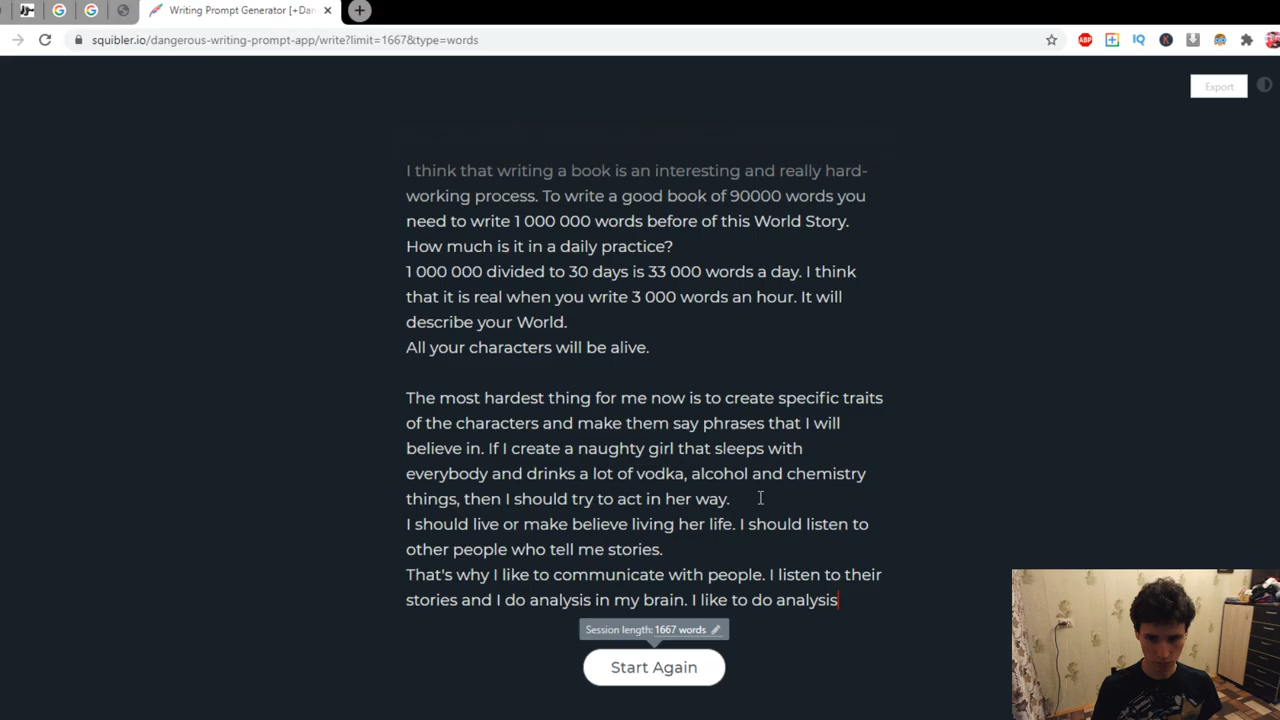 Writing Prompt Generator [+Dan
squibler.io/dangerous-writing-prompt-app/write?limit=1667&type=words
ABP
IQ
K
Export
I think that writing a book is an interesting and really hard-
working process. To write a good book of 90000 words you
need to write 1 000 000 words before of this World Story.
How much is it in a daily practice?
1 000 000 divided to 30 days is 33 000 words a day. I think
that it is real when you write 3 000 words an hour. It will
describe your World.
All your characters will be alive.
The most hardest thing for me now is to create specific traits
of the characters and make them say phrases that I will
believe in. If I create a naughty girl that sleeps with
everybody and drinks a lot of vodka, alcohol and chemistry
things, then I should try to act in her way.
I should live or make believe living her life. I should listen to
other people who tell me stories.
That's why I like to communicate with people. I listen to their
stories and I do analysis in my brain. I like to do analysis
Session length: 1667 words
Start Again